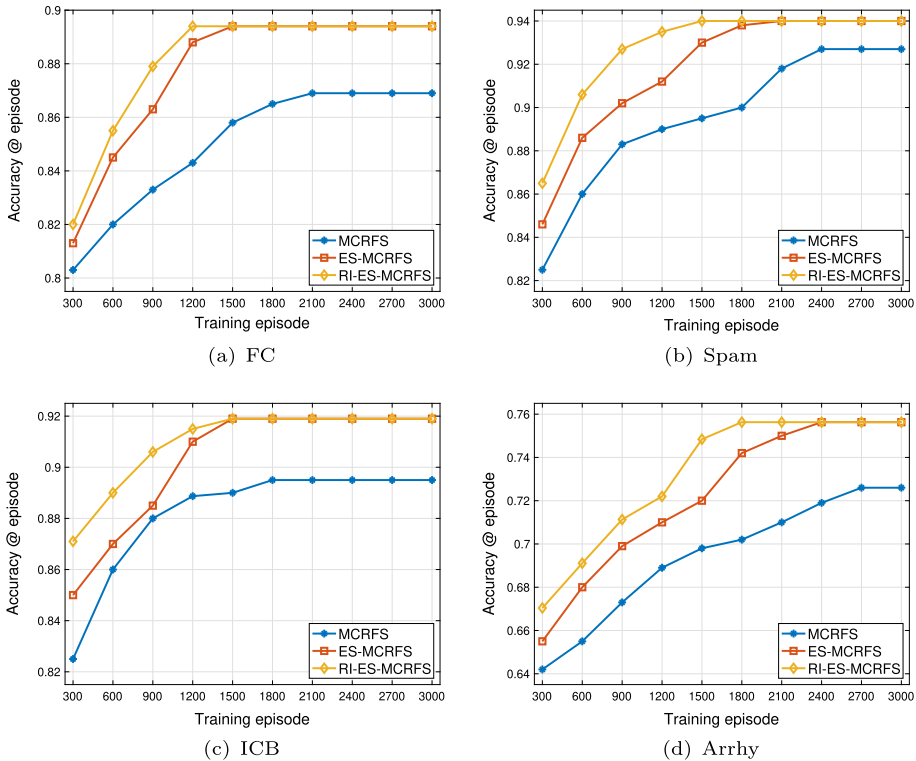 0.9
0.88
0.86
0.84
0.82
0.8
Accuracy @ episode
300 600 900 1200 1500 1800 2100 2400 2700 3000
Training episode
MCRFS
ES-MCRFS
RI-ES-MCRFS
(a) FC
0.94
0.92
0.9
0.88
0.86
0.84
0.82
Accuracy @ episode
300 600 900 1200 1500 1800 2100 2400 2700 3000
Training episode
MCRFS
ES-MCRFS
RI-ES-MCRFS
(b) Spam
0.92
0.9
0.88
0.86
0.84
0.82
Accuracy @ episode
300 600 900 1200 1500 1800 2100 2400 2700 3000
Training episode
MCRFS
ES-MCRFS
RI-ES-MCRFS
(c) ICB
0.76
0.74
0.72
0.7
0.68
0.66
0.64
Accuracy @ episode
300 600 900 1200 1500 1800 2100 2400 2700 3000
Training episode
MCRFS
ES-MCRFS
RI-ES-MCRFS
(d) Arrhy